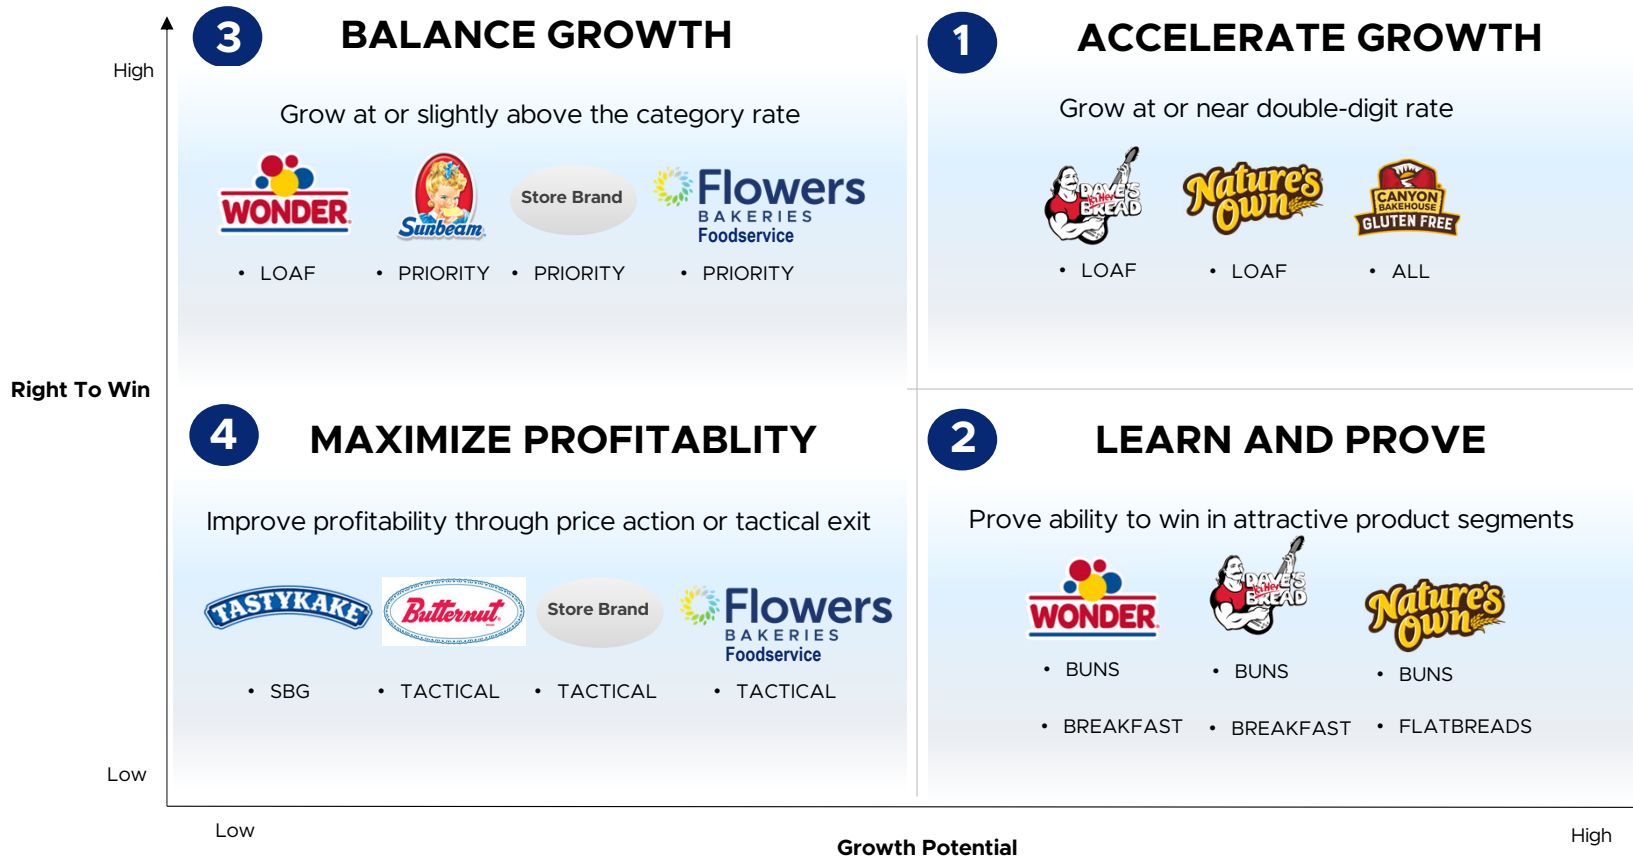 3
BALANCE GROWTH
High
Grow at or slightly above the category rate
WONDER
Sunbeam
Store Brand
Flowers
BAKERIES
Foodservice
• LOAF
• PRIORITY
• PRIORITY
• PRIORITY
1
ACCELERATE GROWTH
Grow at or near double-digit rate
DAVE'S
KILLER
BREAD
Nature's
Own
CANYON
BAKEHOUSE
GLUTEN FREE
• LOAF
• LOAF
• ALL
Right To Win
4
MAXIMIZE PROFITABLITY
Improve profitability through price action or tactical exit
TASTYKAKE
Butternut
Store Brand
Flowers
BAKERIES
Foodservice
• SBG
• TACTICAL
• TACTICAL
• TACTICAL
2
LEARN AND PROVE
Prove ability to win in attractive product segments
WONDER
DAVE'S
KILLER
BREAD
Nature's
Own
• BUNS
• BUNS
• BUNS
• BREAKFAST
• BREAKFAST
• FLATBREADS
Low
Low
Growth Potential
High